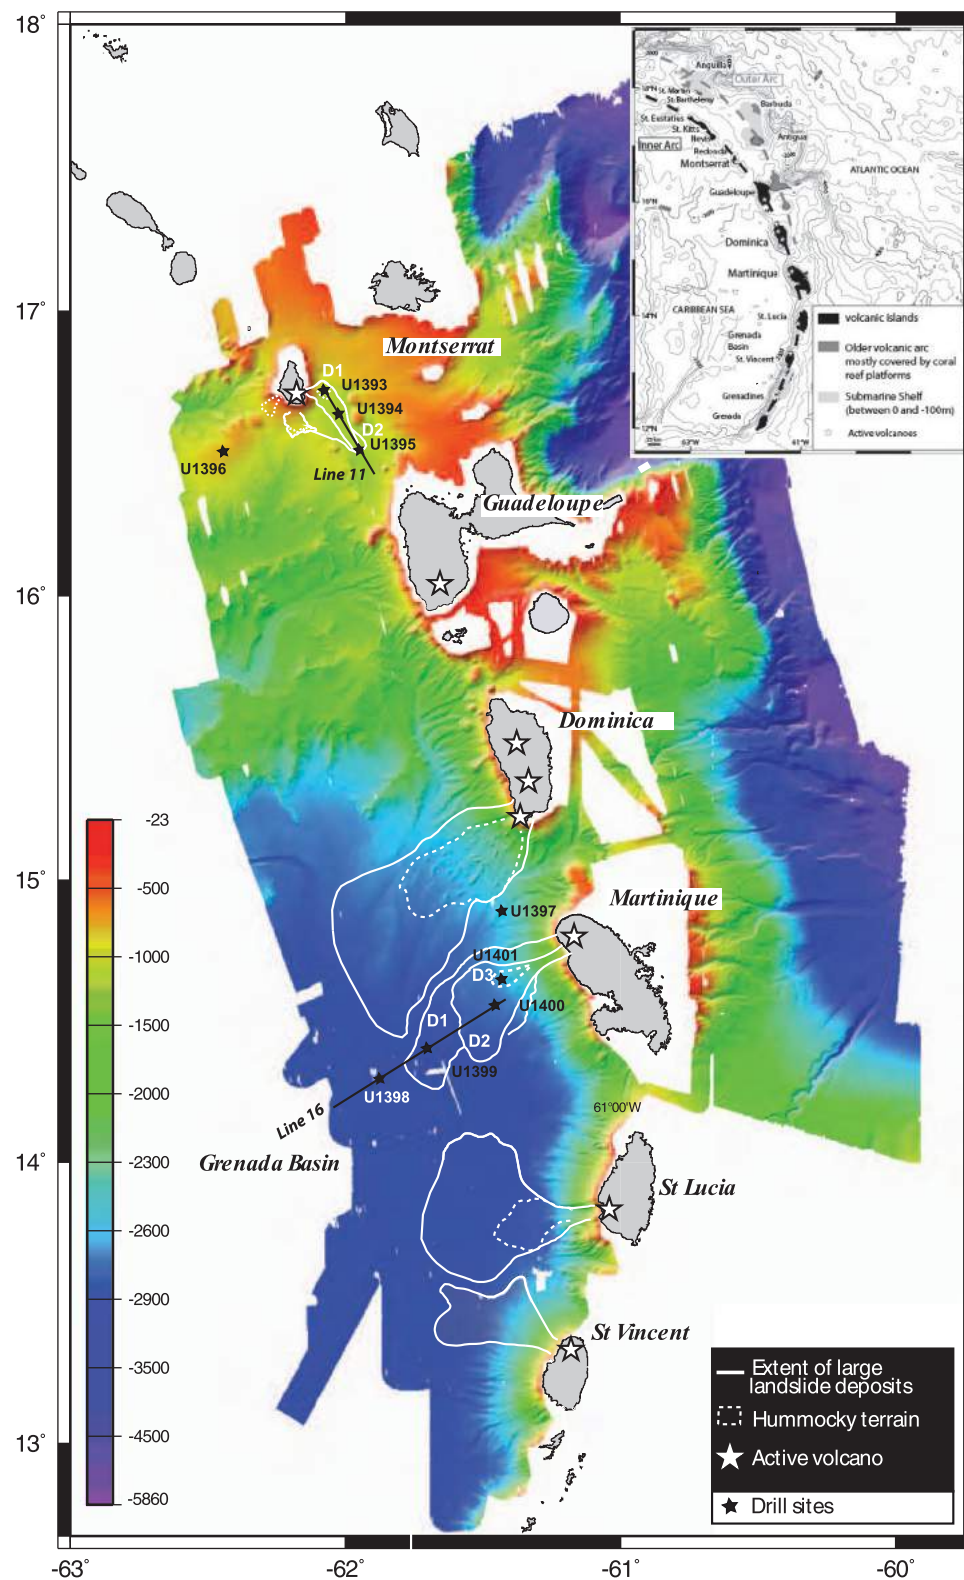 18°
17°
16°
15°
14°
13°
-63°
-62°
-61°
-60°
Montserrat
D1
U1393
U1394
D2
U1395
U1396
Line 11
Guadeloupe
Dominica
Martinique
U1397
U1401
D3
U1400
D1
D2
U1399
U1398
Line 16
61°00'W
Grenada Basin
St Lucia
St Vincent
-23
-500
-1000
-1500
-2000
-2300
-2600
-2900
-3500
-4500
-5860
Extent of large
landslide deposits
Hummocky terrain
Active volcano
Drill sites
Anguilla
Outer Arc
St. Martin
St. Barthelemy
Barbuda
St. Eustatius
St. Kitts
Nevis
Antigua
Inner Arc
Redonda
Montserrat
ATLANTIC OCEAN
Guadeloupe
16°N
Dominica
Martinique
CARIBBEAN SEA
14°N
St. Lucia
Grenada
Basin
St. Vincent
Grenadines
Grenada
12°N
63°W
61°W
volcanic islands
Older volcanic arc
mostly covered by coral
reef platforms
Submarine Shelf
(between 0 and -100m)
Active volcanoes